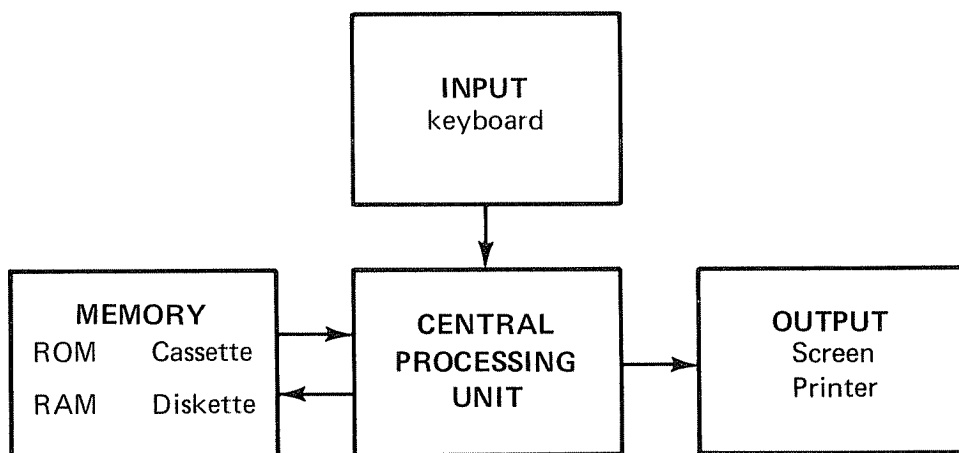 INPUT
keyboard
MEMORY
ROM Cassette
RAM Diskette
CENTRAL
PROCESSING
UNIT
OUTPUT
Screen
Printer